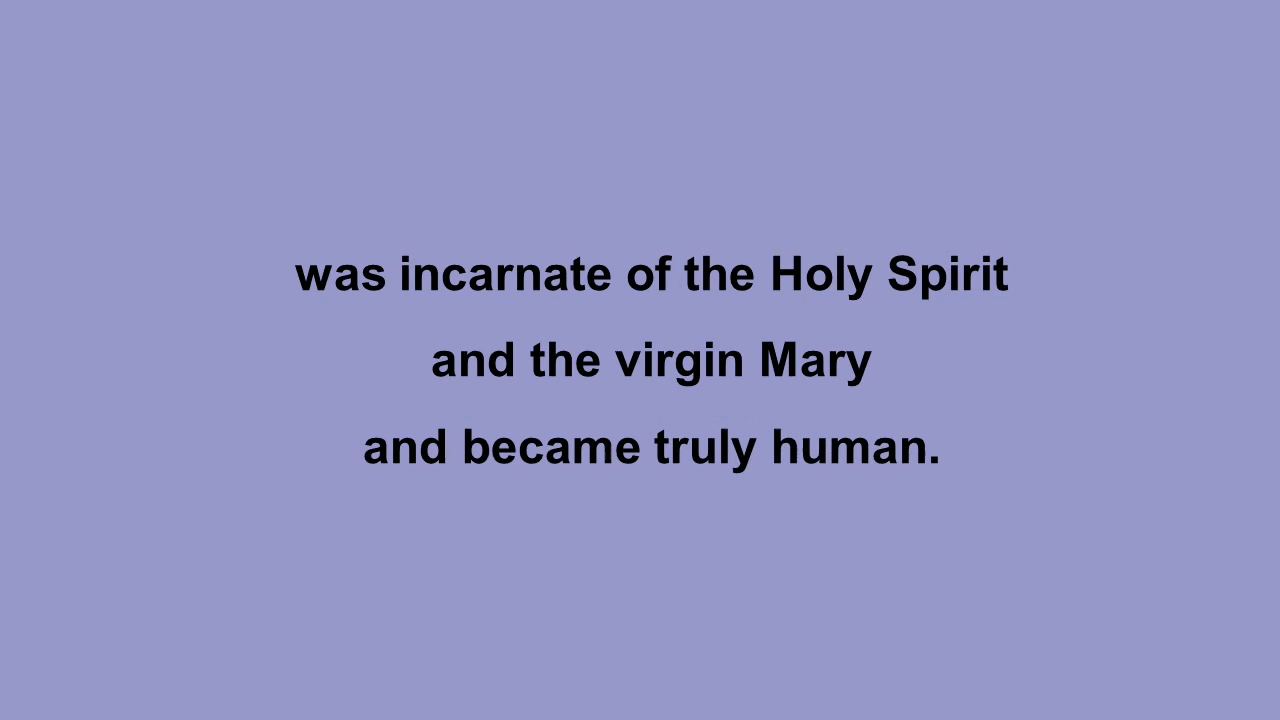 was incarnate of the Holy Spirit
and the virgin Mary
and became truly human.